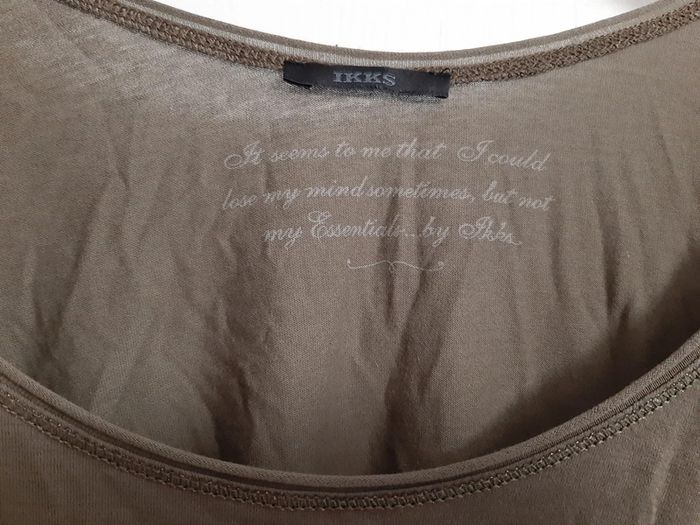 IKKS
It seems to me that I could
lose my mind sometimes, but not
my Essentials...by Ikks